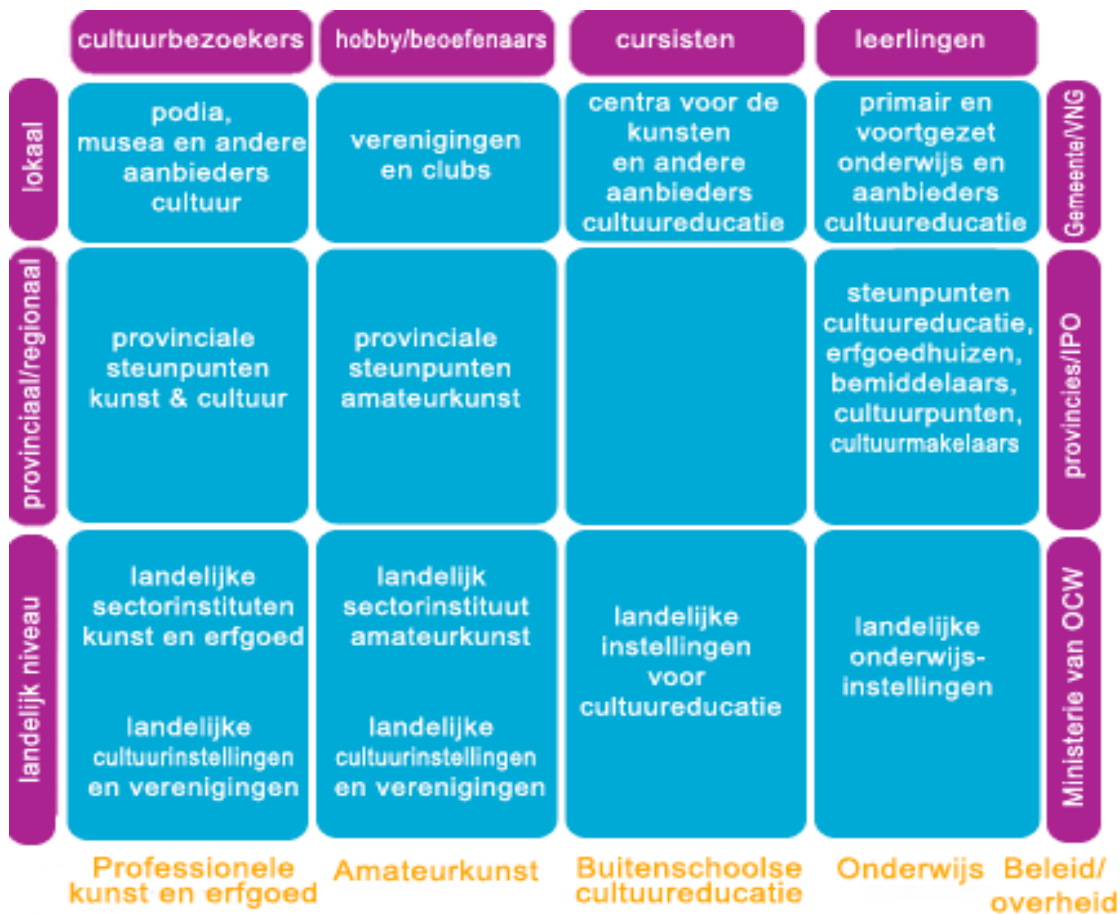 cultuurbezoekers
hobby/beoefenaars
cursisten
leerlingen
lokaal
podia,
musea en andere
aanbieders
cultuur
verenigingen
en clubs
centra voor de
kunsten
en andere
aanbieders
cultuureducatie
primair en
voortgezet
onderwijs en
aanbieders
cultuureducatie
Gemeente/VNG
provinciaal/regionaal
provinciale
steunpunten
kunst & cultuur
provinciale
steunpunten
amateurkunst
steunpunten
cultuureducatie,
erfgoedhuizen,
bemiddelaars,
cultuurpunten,
cultuurmakelaars
provincies/IPO
landelijk niveau
landelijke
sectorinstituten
kunst en erfgoed
landelijke
cultuurinstellingen
en verenigingen
landelijk
sectorinstituut
amateurkunst
landelijke
cultuurinstellingen
en verenigingen
landelijke
instellingen
voor
cultuureducatie
landelijke
onderwijs-
instellingen
Ministerie van OCW
Professionele
kunst en erfgoed
Amateurkunst
Buitenschoolse
cultuureducatie
Onderwijs
Beleid/
overheid